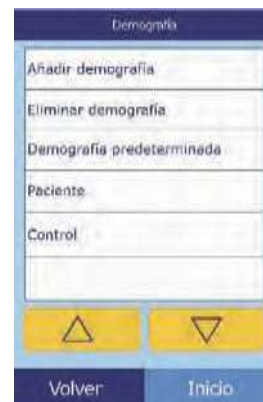 Demografía
Añadir demografía
Eliminar demografía
Demografía predeterminada
Paciente
Control
Volver Inicio